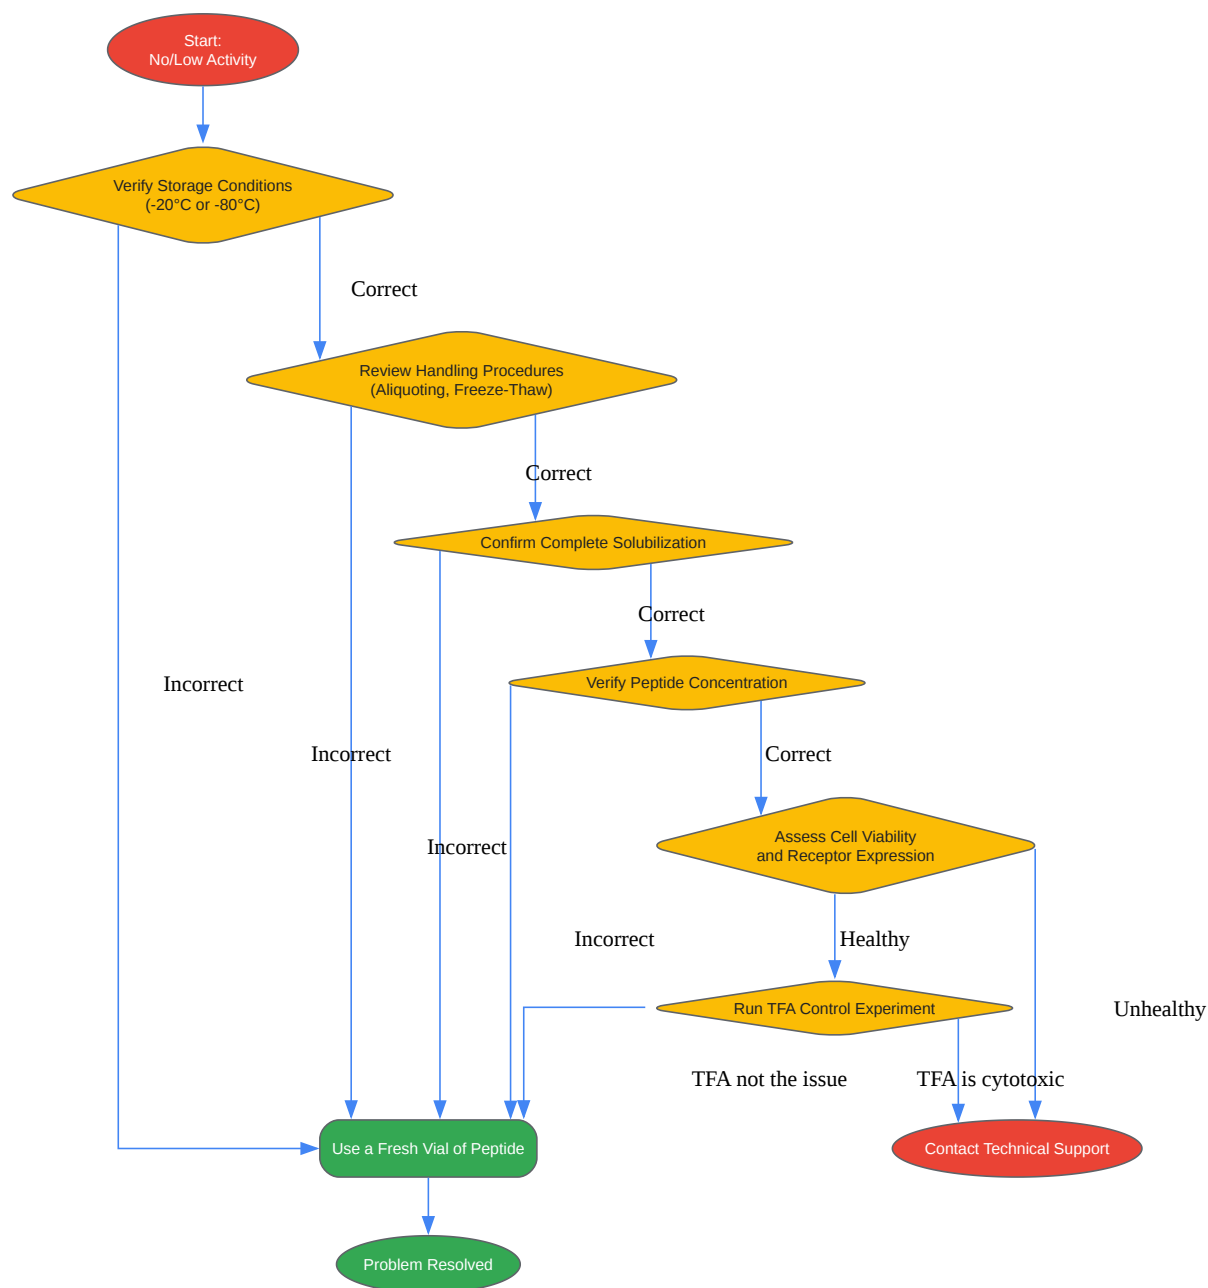 Start:
No/Low Activity
Verify Storage Conditions
(-20°C or -80°C)
Correct
Review Handling Procedures
(Aliquoting, Freeze-Thaw)
Correct
Confirm Complete Solubilization
Correct
Incorrect
Verify Peptide Concentration
Incorrect
Correct
Assess Cell Viability
and Receptor Expression
Incorrect
Incorrect
Healthy
Run TFA Control Experiment
Unhealthy
TFA not the issue
TFA is cytotoxic
Use a Fresh Vial of Peptide
Contact Technical Support
Problem Resolved